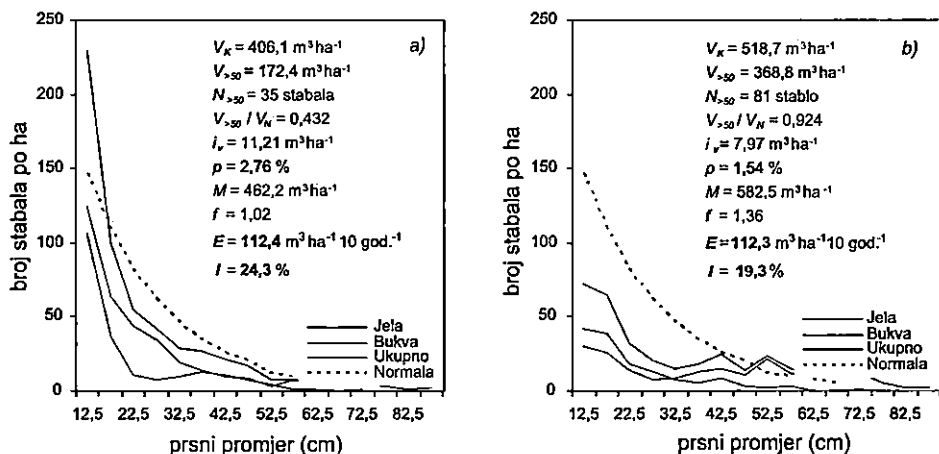 250
200
150
100
50
0
broj stabala po ha
a)
V_K = 406,1 m³ha⁻¹
V_{>50} = 172,4 m³ha⁻¹
N_{>50} = 35 stabala
V_{>50} / V_N = 0,432
i_v = 11,21 m³ha⁻¹
p = 2,76 %
M = 462,2 m³ha⁻¹
f = 1,02
E = 112,4 m³ha⁻¹10 god.⁻¹
I = 24,3 %
Jela
Bukva
Ukupno
Normala
12,5 22,5 32,5 42,5 52,5 62,5 72,5 82,5
prsni promjer (cm)
250
200
150
100
50
0
broj stabala po ha
b)
V_K = 518,7 m³ha⁻¹
V_{>50} = 368,8 m³ha⁻¹
N_{>50} = 81 stablo
V_{>50} / V_N = 0,924
i_v = 7,97 m³ha⁻¹
p = 1,54 %
M = 582,5 m³ha⁻¹
f = 1,36
E = 112,3 m³ha⁻¹10 god.⁻¹
I = 19,3 %
Jela
Bukva
Ukupno
Normala
12,5 22,5 32,5 42,5 52,5 62,5 72,5 82,5
prsni promjer (cm)